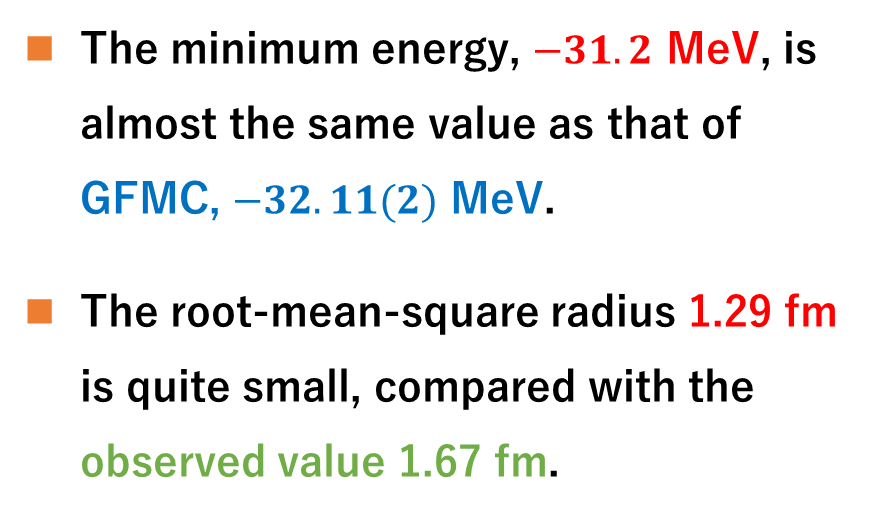 The minimum energy, −31.2 MeV, is
almost the same value as that of
GFMC, −32.11(2) MeV.
The root-mean-square radius 1.29 fm
is quite small, compared with the
observed value 1.67 fm.